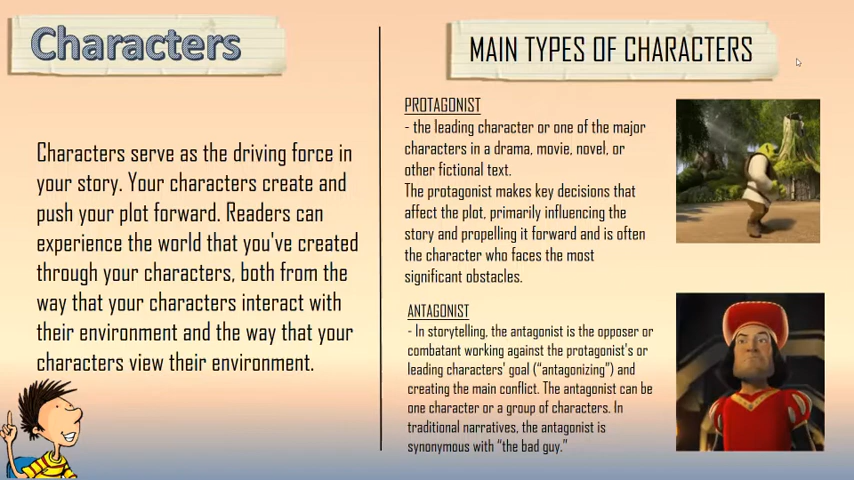 Characters
Characters serve as the driving force in
your story. Your characters create and
push your plot forward. Readers can
experience the world that you've created
through your characters, both from the
way that your characters interact with
their environment and the way that your
characters view their environment.
MAIN TYPES OF CHARACTERS
PROTAGONIST
- the leading character or one of the major
characters in a drama, movie, novel, or
other fictional text.
The protagonist makes key decisions that
affect the plot, primarily influencing the
story and propelling it forward and is often
the character who faces the most
significant obstacles.
ANTAGONIST
- In storytelling, the antagonist is the opposer or
combatant working against the protagonist's or
leading characters' goal (“antagonizing”) and
creating the main conflict. The antagonist can be
one character or a group of characters. In
traditional narratives, the antagonist is
synonymous with “the bad guy.”